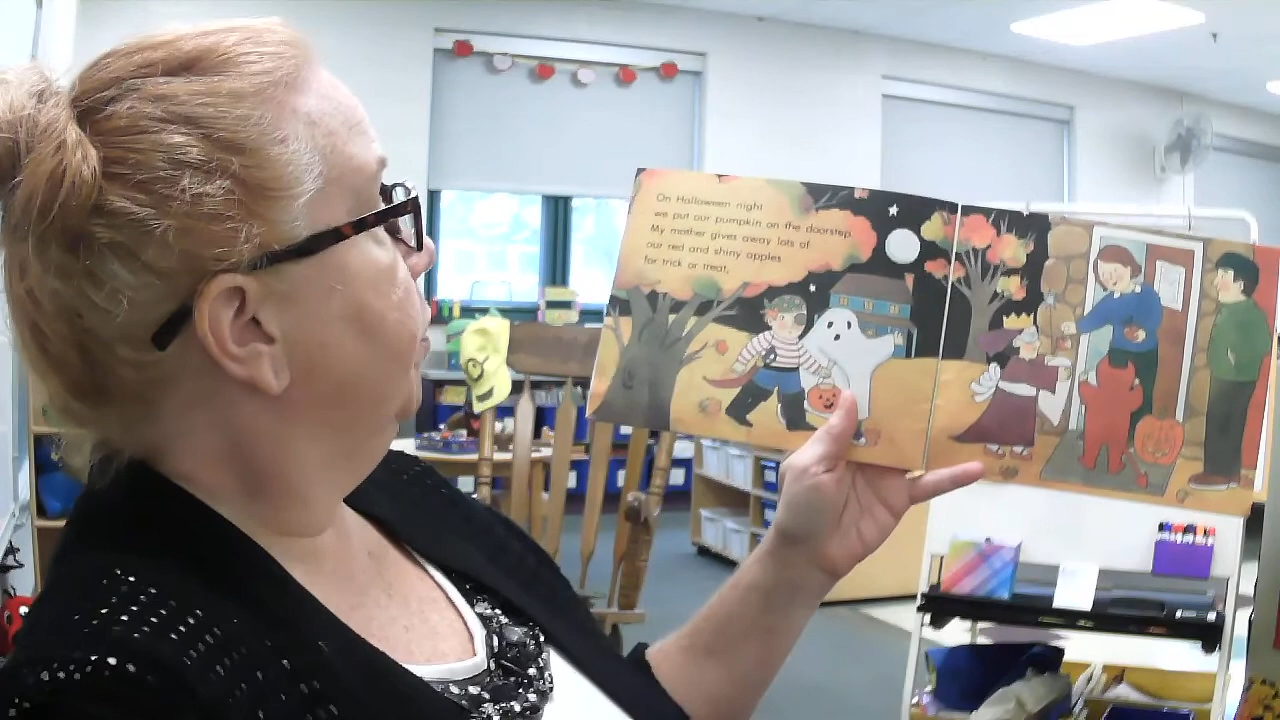 On Halloween night
we put our pumpkin on the doorstep.
My mother gives away lots of
our red and shiny apples
for trick or treat.